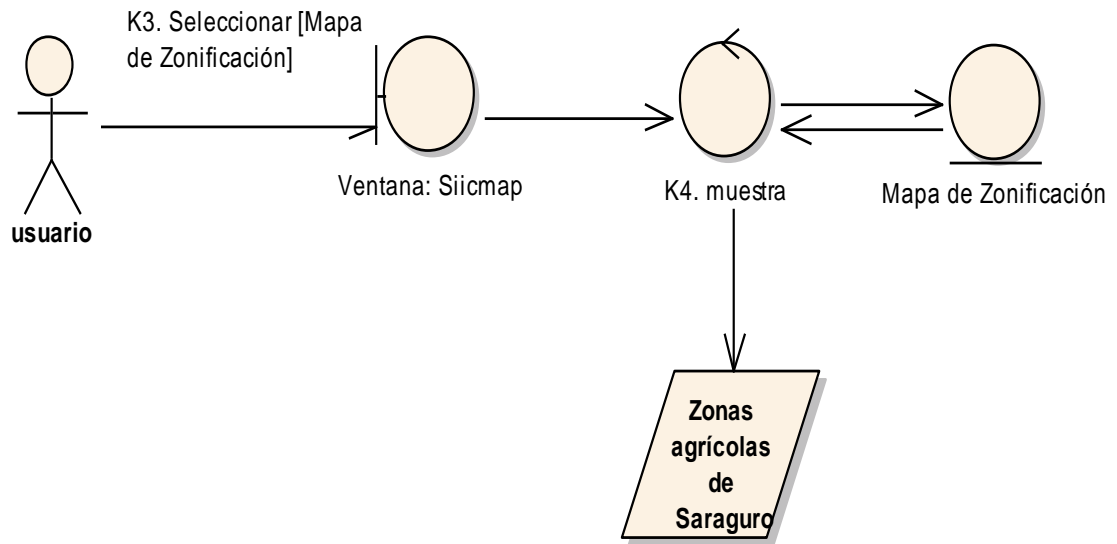 K3. Seleccionar [Mapa
de Zonificación]
usuario
Ventana: Siicmap
K4. muestra
Mapa de Zonificación
Zonas
agrícolas
de
Saraguro